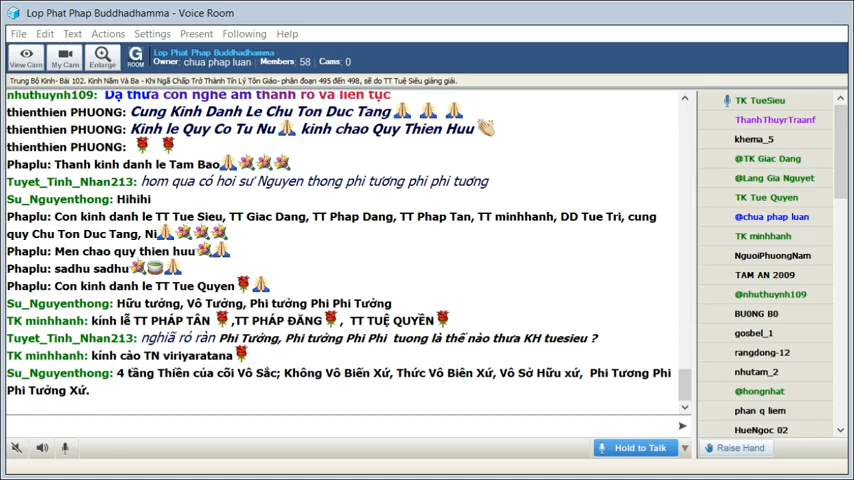 Lop Phat Phap Buddhadhamma - Voice Room
File Edit Text Actions Settings Present Following Help
View Cam My Cam Enlarge G ROOM
Lop Phat Phap Buddhadhamma
Owner: chua phap luan Members: 58 Cams: 0
Trung Bộ Kinh- Bài 102. Kinh Năm Và Ba - Khi Ngã Chấp Trở Thành Tín Lý Tôn Giáo- phân đoạn 495 đến 498, sẽ do TT Tuệ Siêu giảng giải.
nhuthuynh109: Dạ thưa con nghe âm thanh rõ và liên tục
thienthien PHUONG: Cung Kinh Danh Le Chu Ton Duc Tang
thienthien PHUONG: Kinh le Quy Co Tu Nu kinh chao Quy Thien Huu
thienthien PHUONG:
Phaplu: Thanh kinh danh le Tam Bao
Tuyet_Tinh_Nhan213: hom qua cố hoi sư Nguyen thong phi tương phi phi tương
Su_Nguyenthong: Hihihi
Phaplu: Con kinh danh le TT Tue Sieu, TT Giac Dang, TT Phap Dang, TT Phap Tan, TT minhhanh, DD Tue Tri, cung
quy Chu Ton Duc Tang, Ni
Phaplu: Men chao quy thien huu
Phaplu: sadhu sadhu
Phaplu: Con kinh danh le TT Tue Quyen
Su_Nguyenthong: Hữu tưởng, Vô Tưởng, Phi tưởng Phi Phi Tưởng
TK minhhanh: kính lễ TT PHÁP TÂN ,TT PHÁP ĐĂNG , TT TUỆ QUYỀN
Tuyet_Tinh_Nhan213: nghiã rỏ ràn Phi Tướng, Phi tướng Phi Phi tuong là thế nào thưa KH tuesieu ?
TK minhhanh: kính cào TN viriyaratana
Su_Nguyenthong: 4 tầng Thiền của cõi Vô Sắc; Không Vô Biến Xứ, Thức Vô Biên Xứ, Vô Sở Hữu xứ, Phi Tương Phi
Phi Tưởng Xứ.
TK TueSieu
ThanhThuyrTraanf
khema_5
@TK Giac Dang
@Lang Gia Nguyet
TK Tue Quyen
@chua phap luan
TK minhhanh
NguoiPhuongNam
TAM AN 2009
@nhuthuynh109
BU0NG B0
gosbel_1
rangdong-12
nhutam_2
@hongnhat
phan q liem
HueNgoc 02
Hold to Talk
Raise Hand